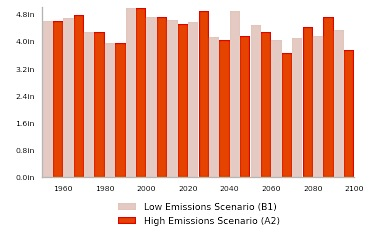 4.8in
4.0in
3.2in
2.4in
1.6in
0.8in
0.0in
1960 1980 2000 2020 2040 2060 2080 2100
Low Emissions Scenario (B1)
High Emissions Scenario (A2)